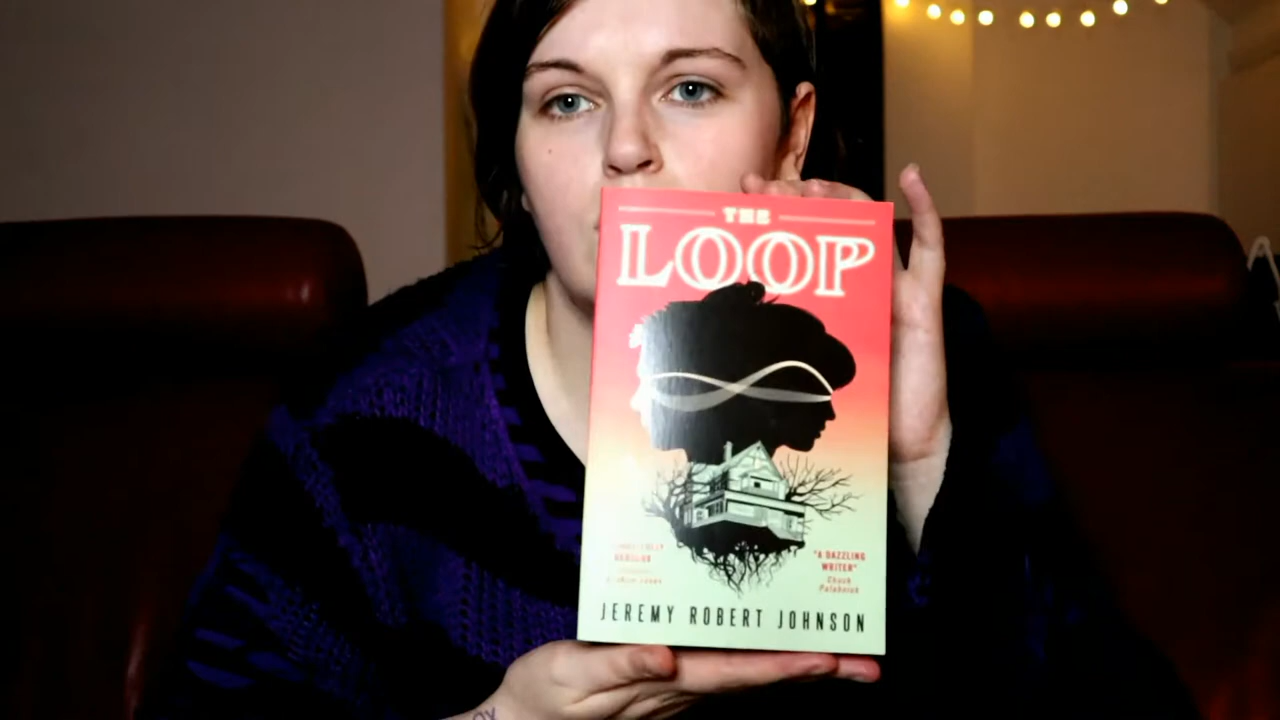 THE
LOOP
"A DAZZLING
WRITER"
Chuck
Palahniuk
JEREMY ROBERT JOHNSON